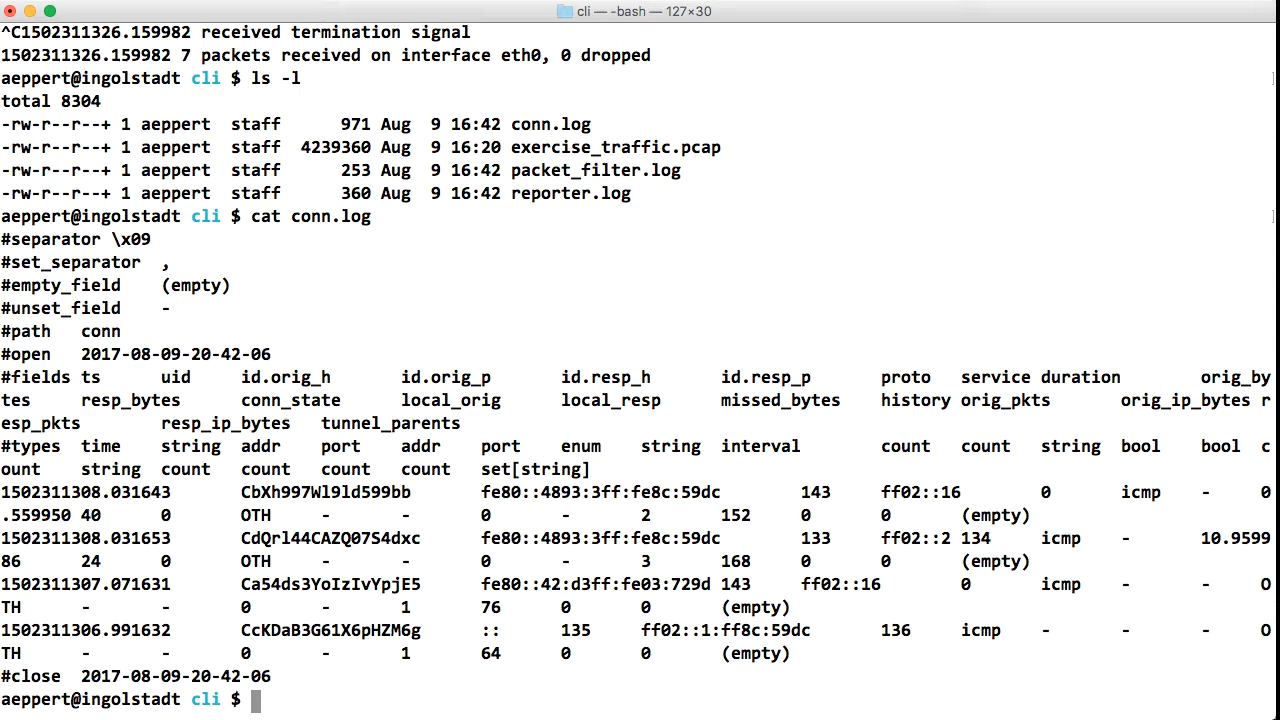 cli — -bash — 127×30
^C1502311326.159982 received termination signal
1502311326.159982 7 packets received on interface eth0, 0 dropped
aeppert@ingolstadt cli $ ls -l
total 8304
-rw-r--r--+ 1 aeppert  staff      971 Aug  9 16:42 conn.log
-rw-r--r--+ 1 aeppert  staff  4239360 Aug  9 16:20 exercise_traffic.pcap
-rw-r--r--+ 1 aeppert  staff      253 Aug  9 16:42 packet_filter.log
-rw-r--r--+ 1 aeppert  staff      360 Aug  9 16:42 reporter.log
aeppert@ingolstadt cli $ cat conn.log
#separator \x09
#set_separator  ,
#empty_field    (empty)
#unset_field    -
#path   conn
#open   2017-08-09-20-42-06
#fields ts      uid     id.orig_h       id.orig_p       id.resp_h       id.resp_p       proto   service duration        orig_by
tes     resp_bytes      conn_state      local_orig      local_resp      missed_bytes    history orig_pkts       orig_ip_bytes r
esp_pkts        resp_ip_bytes   tunnel_parents
#types  time    string  addr    port    addr    port    enum    string  interval        count   count   string  bool    bool  c
ount    string  count   count   count   count   set[string]
1502311308.031643       CbXh997Wl9ld599bb       fe80::4893:3ff:fe8c:59dc        143     ff02::16        0       icmp    -     0
.559950 40      0       OTH     -       -       0       -       2       152     0       0       (empty)
1502311308.031653       CdQrl44CAZQ07S4dxc      fe80::4893:3ff:fe8c:59dc        133     ff02::2 134     icmp    -       10.9599
86      24      0       OTH     -       -       0       -       3       168     0       0       (empty)
1502311307.071631       Ca54ds3YoIzIvYpjE5      fe80::42:d3ff:fe03:729d 143     ff02::16        0       icmp    -       -     O
TH      -       -       0       -       1       76      0       0       (empty)
1502311306.991632       CcKDaB3G61X6pHZM6g      ::      135     ff02::1:ff8c:59dc       136     icmp    -       -       -     O
TH      -       -       0       -       1       64      0       0       (empty)
#close  2017-08-09-20-42-06
aeppert@ingolstadt cli $